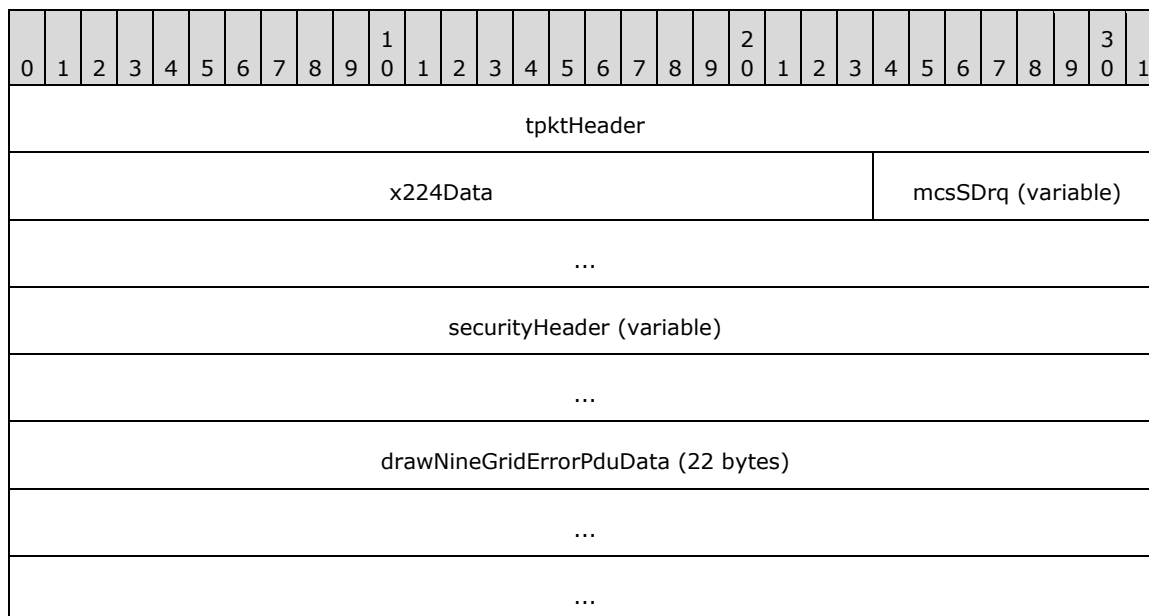 1 2 3
0 1 2 3 4 5 6 7 8 9 0 1 2 3 4 5 6 7 8 9 0 1 2 3 4 5 6 7 8 9 0 1
tpktHeader
x224Data mcsSDrq (variable)
...
securityHeader (variable)
...
drawNineGridErrorPduData (22 bytes)
...
...